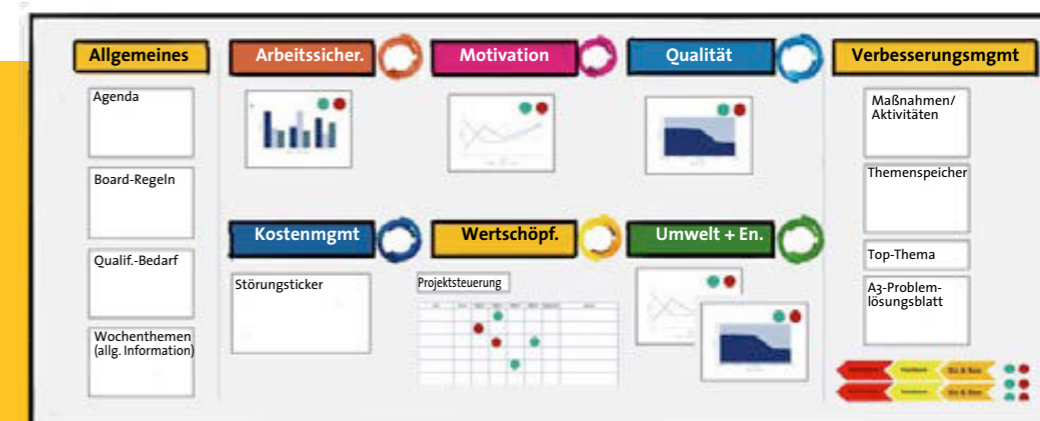 Allgemeines
Agenda
Board-Regeln
Qualif.-Bedarf
Wochenthemen
(allg. Information)
Arbeitssicher.
Motivation
Qualität
Kostenmgmt
Störungsticker
Wertschöpf.
Projektsteuerung
Umwelt + En.
Verbesserungsmgmt
Maßnahmen/
Aktivitäten
Themenspeicher
Top-Thema
A3-Problem-
lösungsblatt